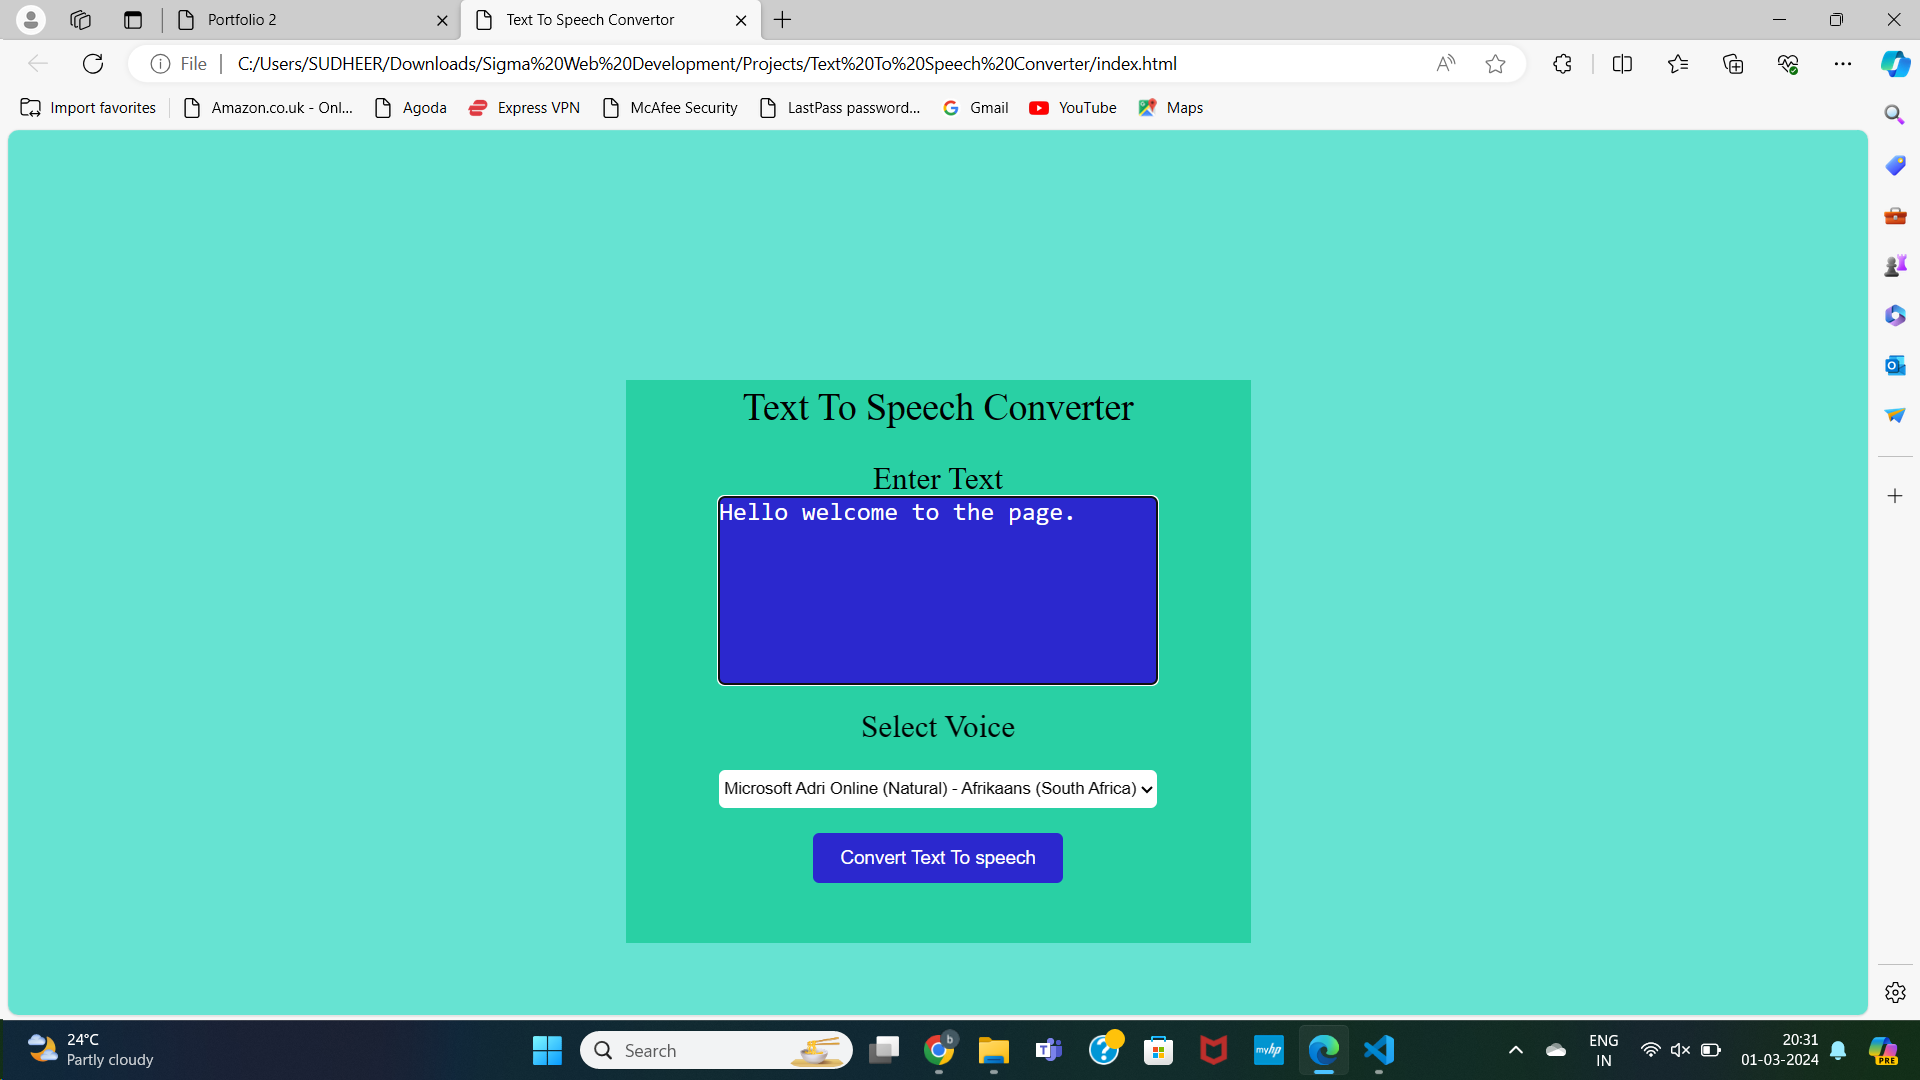 Portfolio 2
Text To Speech Convertor
File
C:/Users/SUDHEER/Downloads/Sigma%20Web%20Development/Projects/Text%20To%20Speech%20Converter/index.html
Import favorites
Amazon.co.uk - Onl...
Agoda
Express VPN
McAfee Security
LastPass password...
Gmail
YouTube
Maps
Text To Speech Converter
Enter Text
Hello welcome to the page.
Select Voice
Microsoft Adri Online (Natural) - Afrikaans (South Africa)
Convert Text To speech
24°C
Partly cloudy
Search
b
myhp
ENG
IN
20:31
01-03-2024
PRE